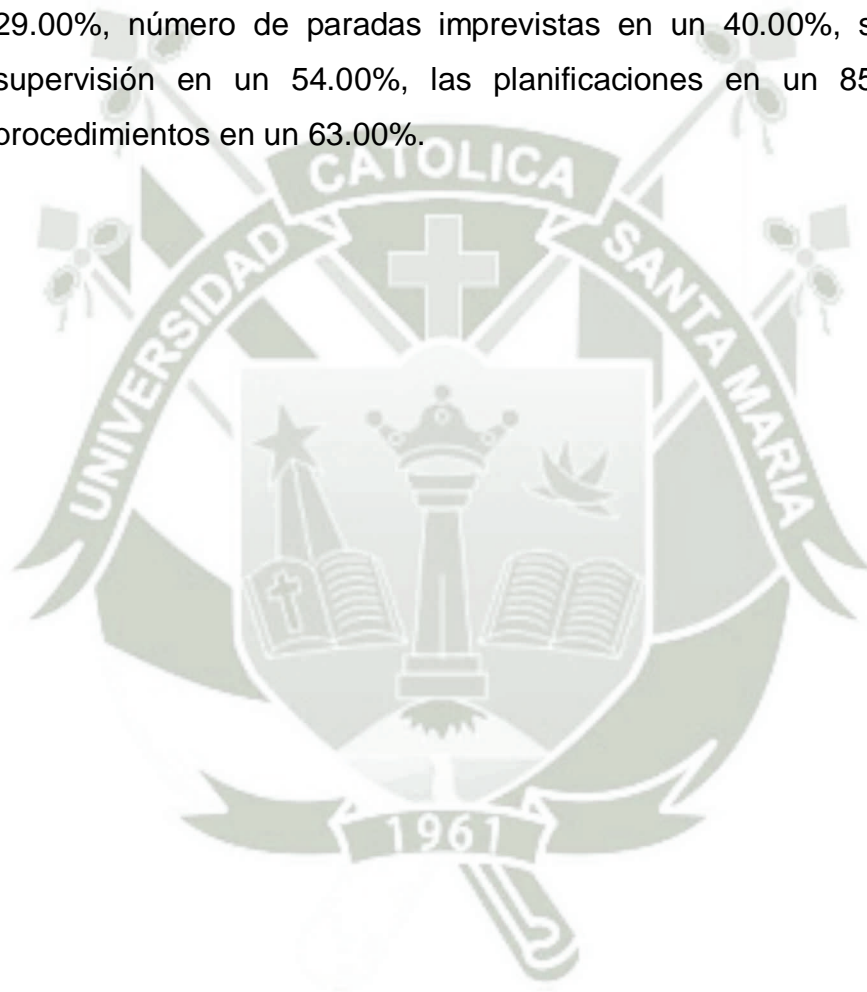 29.00%, número de paradas imprevistas en un 40.00%, s
supervisión en un 54.00%, las planificaciones en un 85
procedimientos en un 63.00%.
CATOLICA
UNIVERSIDAD
SANTA MARIA
1961